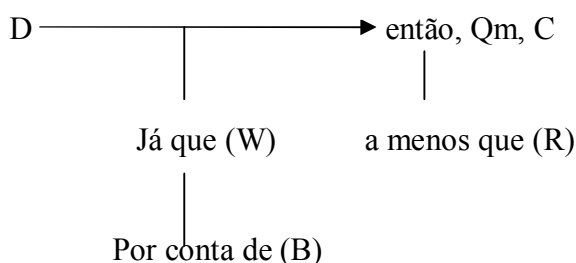 D então, Qm, C
Já que (W) a menos que (R)
Por conta de (B)